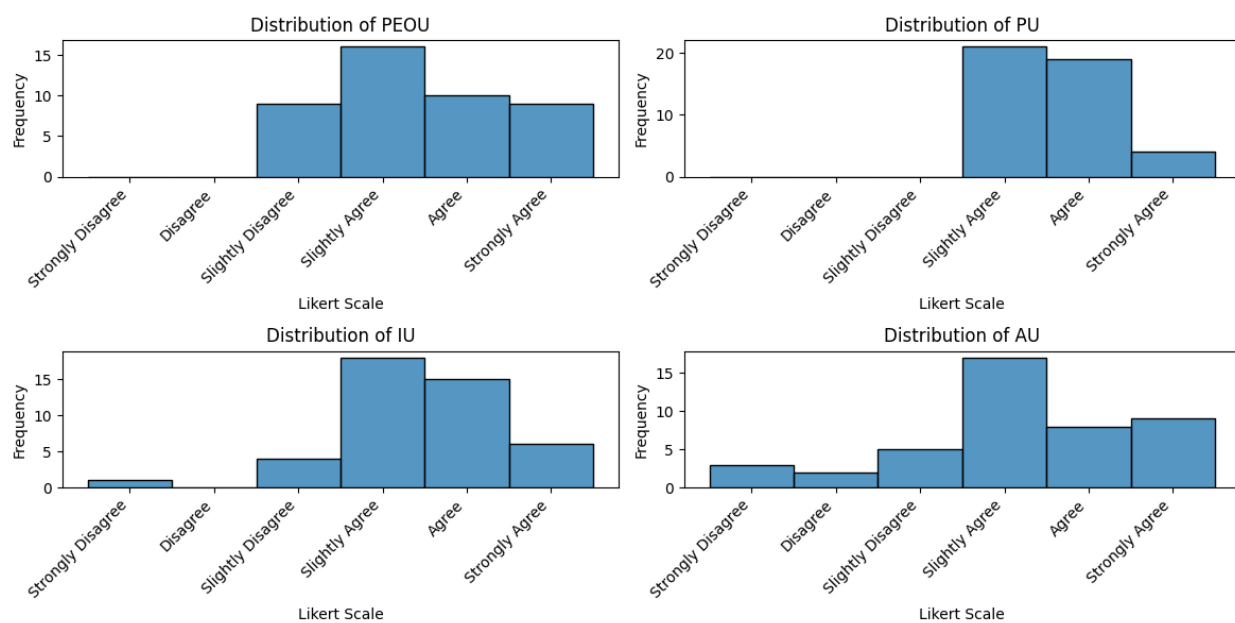 Distribution of PEOU
Frequency
15
10
5
0
Strongly Disagree
Disagree
Slightly Disagree
Slightly Agree
Agree
Strongly Agree
Likert Scale
Distribution of PU
Frequency
20
10
0
Strongly Disagree
Disagree
Slightly Disagree
Slightly Agree
Agree
Strongly Agree
Likert Scale
Distribution of IU
Frequency
15
10
5
0
Strongly Disagree
Disagree
Slightly Disagree
Slightly Agree
Agree
Strongly Agree
Likert Scale
Distribution of AU
Frequency
15
10
5
0
Strongly Disagree
Disagree
Slightly Disagree
Slightly Agree
Agree
Strongly Agree
Likert Scale